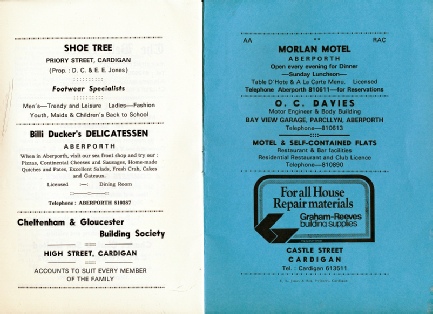 SHOE TREE
PRIORY STREET, CARDIGAN
(Prop. : D. C. & E. E. Jones)
Footwear Specialists
Men's—Trendy and Leisure Ladies—Fashion
Youth, Maids & Children's Back to School
Billi Ducker's DELICATESSEN
ABERPORTH
When in Aberporth, visit our sea front shop and try our :
Pizzas, Continental Cheeses and Sausages, Home-made
Quiches and Pates, Excellent Salads, Fresh Crab, Cakes
and Gateaux.
Licensed :—: Dining Room
Telephone : ABERPORTH 810057
Cheltenham & Gloucester
Building Society
HIGH STREET, CARDIGAN
ACCOUNTS TO SUIT EVERY MEMBER
OF THE FAMILY
AA ** RAC
MORLAN MOTEL
ABERPORTH
Open every evening for Dinner
—Sunday Luncheon—
Table D'Hote & A La Carte Menu. Licensed
Telephone Aberporth 810611—for Reservations
O. C. DAVIES
Motor Engineer & Body Building
BAY VIEW GARAGE, PARCLLYN, ABERPORTH
Telephone—810613
MOTEL & SELF-CONTAINED FLATS
Restaurant & Bar facilities
Residential Restaurant and Club Licence
Telephone—810890
For all House
Repair materials
Graham-Reeves
building supplies
CASTLE STREET
CARDIGAN
Tel. : Cardigan 613511